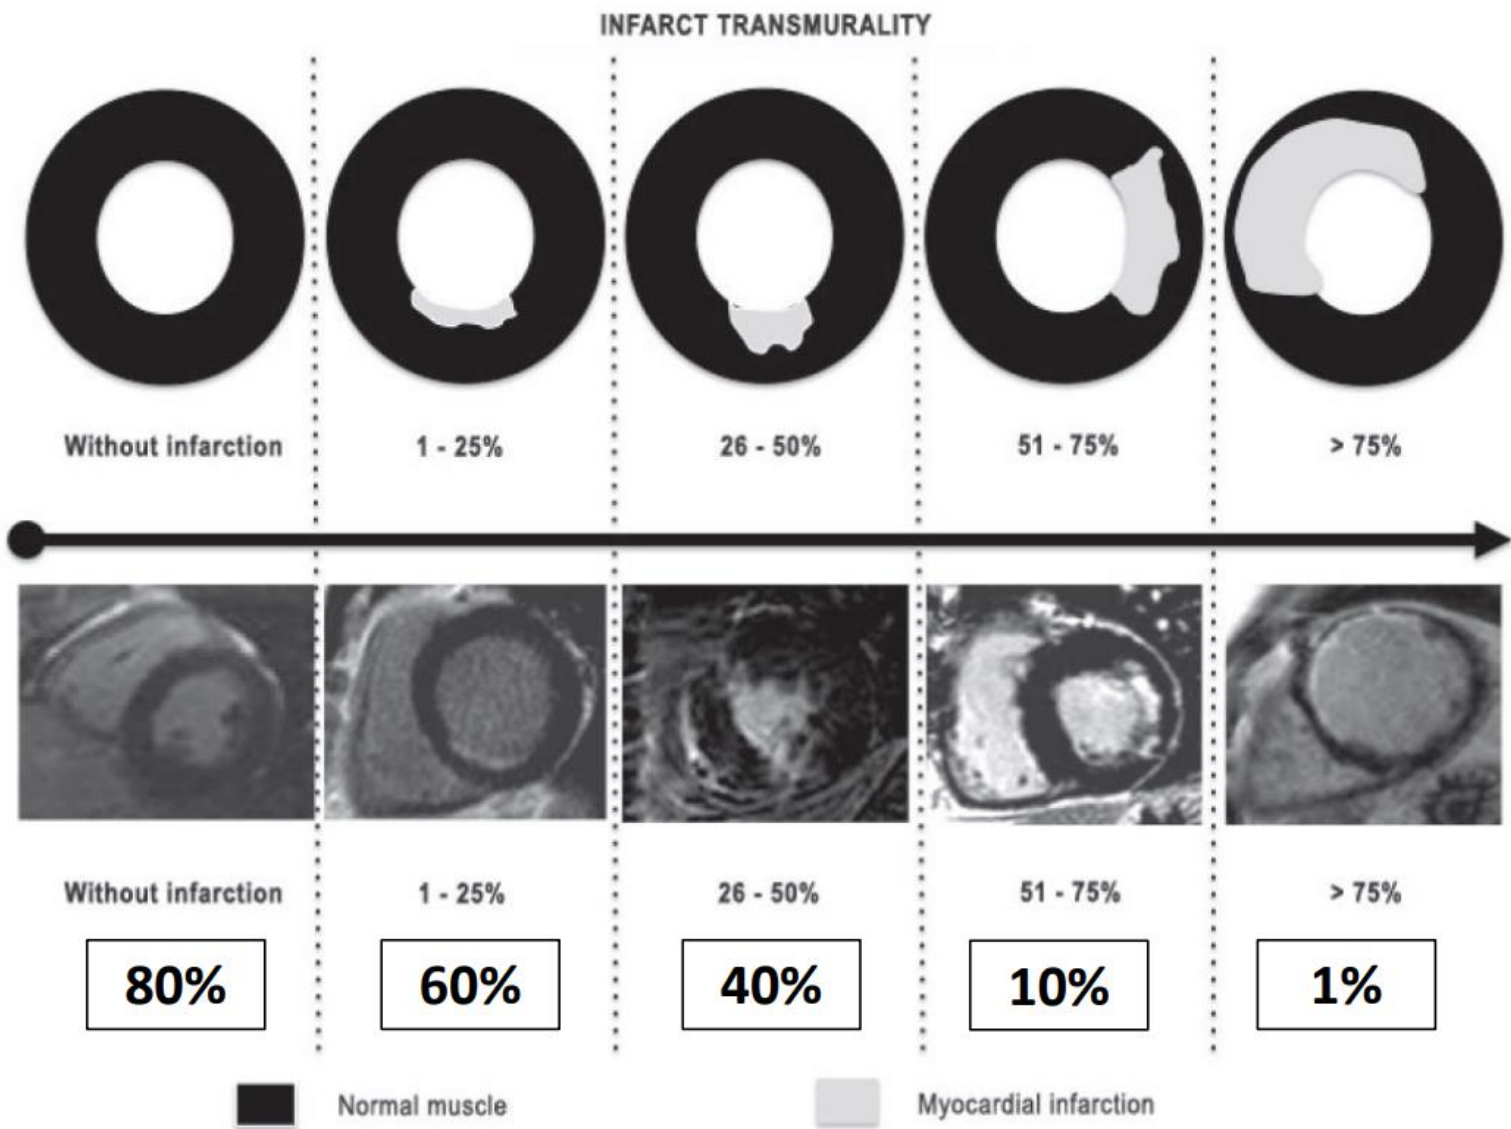 INFARCT TRANSMURALITY
Without infarction 1 - 25% 26 - 50% 51 - 75% > 75%
Without infarction 1 - 25% 26 - 50% 51 - 75% > 75%
80% 60% 40% 10% 1%
Normal muscle Myocardial infarction